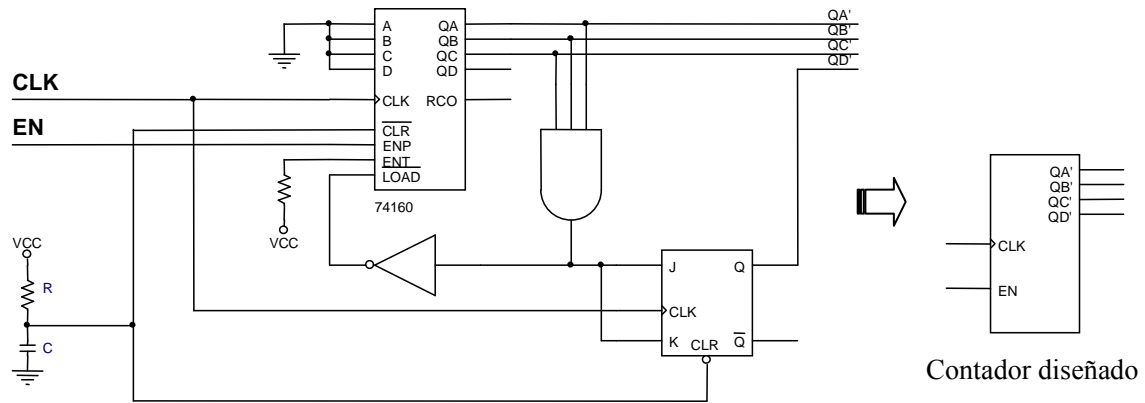 A QA
B QB
C QC
D QD
CLK RCO
CLR
ENP
ENT
LOAD
74160
CLK
EN
VCC
VCC
R
C
J Q
CLK
K CLR Q
QA'
QB'
QC'
QD'
QA'
QB'
QC'
QD'
CLK
EN
Contador diseñado